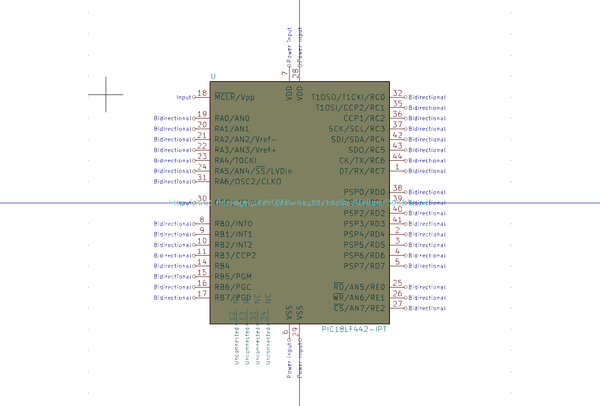 Power Input
Power Input
7
28
U
VDD
VDD
Input 18 MCLR/Vpp
T1OSO/T1CKI/RC0 32 Bidirectional
T1OSI/CCP2/RC1 35 Bidirectional
Bidirectional 19 RA0/AN0
CCP1/RC2 36 Bidirectional
Bidirectional 20 RA1/AN1
SCK/SCL/RC3 37 Bidirectional
Bidirectional 21 RA2/AN2/Vref-
SDI/SDA/RC4 42 Bidirectional
Bidirectional 22 RA3/AN3/Vref+
SDO/RC5 43 Bidirectional
Bidirectional 23 RA4/T0CKI
CK/TX/RC6 44 Bidirectional
Bidirectional 24 RA5/AN4/SS/LVDin
DT/RX/RC7 1 Bidirectional
Bidirectional 31 RA6/OSC2/CLKO
PSP0/RD0 38 Bidirectional
Input 30
39 Bidirectional
PSP2/RD2 40 Bidirectional
Bidirectional 8 RB0/INT0
PSP3/RD3 41 Bidirectional
Bidirectional 9 RB1/INT1
PSP4/RD4 2 Bidirectional
Bidirectional 10 RB2/INT2
PSP5/RD5 3 Bidirectional
Bidirectional 11 RB3/CCP2
PSP6/RD6 4 Bidirectional
Bidirectional 14 RB4
PSP7/RD7 5 Bidirectional
Bidirectional 15 RB5/PGM
Bidirectional 16 RB6/PGC
RD/AN5/RE0 25 Bidirectional
Bidirectional 17 RB7/PGD
WR/AN6/RE1 26 Bidirectional
CS/AN7/RE2 27 Bidirectional
NC
NC
NC
NC
12
13
33
34
Unconnected
Unconnected
Unconnected
Unconnected
VSS
VSS
6
29
Power Input
Power Input
PIC18LF442-IPT